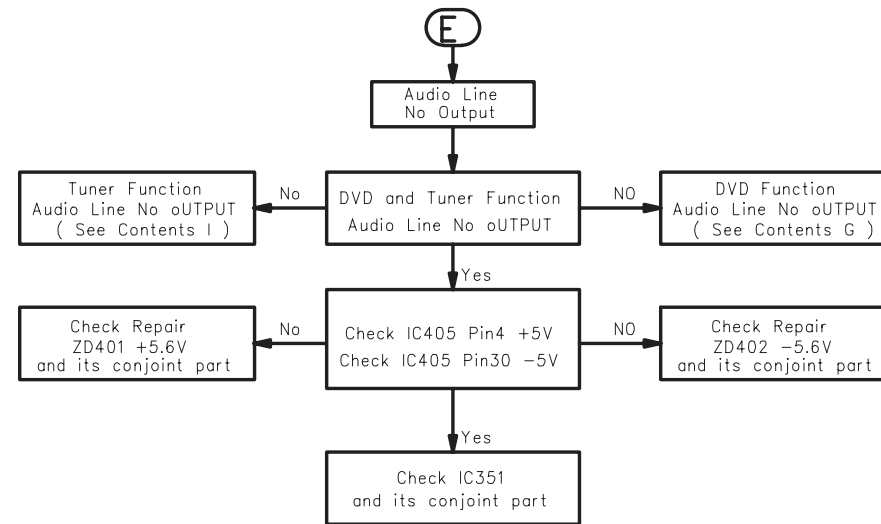 E
Audio Line
No Output
Tuner Function
Audio Line No oUTPUT
( See Contents I )
No
DVD and Tuner Function
Audio Line No oUTPUT
NO
DVD Function
Audio Line No oUTPUT
( See Contents G )
Yes
Check Repair
ZD401 +5.6V
and its conjoint part
No
Check IC405 Pin4 +5V
Check IC405 Pin30 −5V
NO
Check Repair
ZD402 −5.6V
and its conjoint part
Yes
Check IC351
and its conjoint part